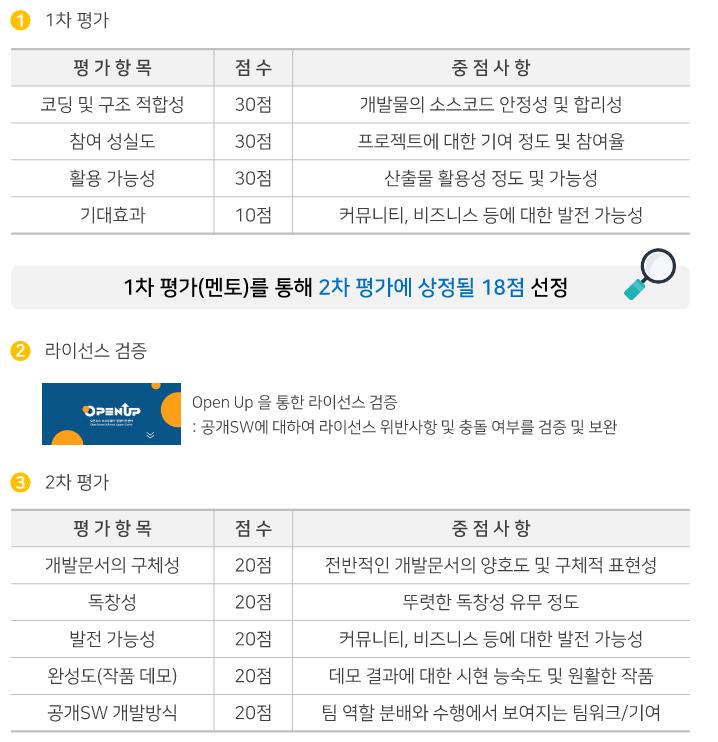 1 1차 평가
평가항목 점수 중점사항
코딩 및 구조 적합성 30점 개발물의 소스코드 안정성 및 합리성
참여 성실도 30점 프로젝트에 대한 기여 정도 및 참여율
활용 가능성 30점 산출물 활용성 정도 및 가능성
기대효과 10점 커뮤니티, 비즈니스 등에 대한 발전 가능성
1차 평가(멘토)를 통해 2차 평가에 상정될 18점 선정
2 라이선스 검증
OPENUP
Open Up 을 통한 라이선스 검증
: 공개SW에 대하여 라이선스 위반사항 및 충돌 여부를 검증 및 보완
3 2차 평가
평가항목 점수 중점사항
개발문서의 구체성 20점 전반적인 개발문서의 양호도 및 구체적 표현성
독창성 20점 뚜렷한 독창성 유무 정도
발전 가능성 20점 커뮤니티, 비즈니스 등에 대한 발전 가능성
완성도(작품 데모) 20점 데모 결과에 대한 시현 능숙도 및 원활한 작품
공개SW 개발방식 20점 팀 역할 분배와 수행에서 보여지는 팀워크/기여